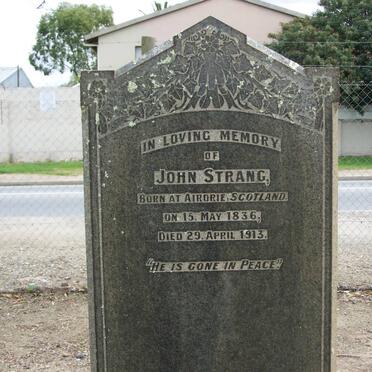 IN LOVING MEMORY
OF
JOHN STRANG,
BORN AT AIRDRIE, SCOTLAND.
ON 15. MAY 1836,
DIED 29. APRIL 1913.
"HE IS GONE IN PEACE"